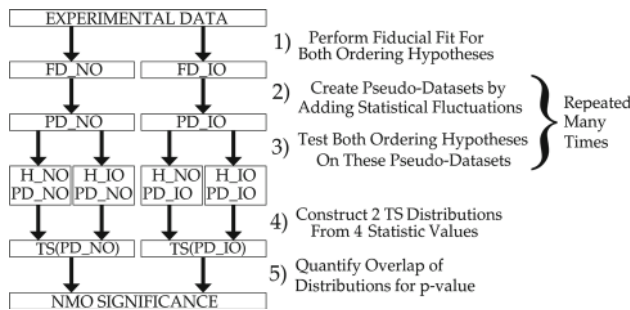 EXPERIMENTAL DATA
1) Perform Fiducial Fit For
Both Ordering Hypotheses
FD_NO
FD_IO
2) Create Pseudo-Datasets by
Adding Statistical Fluctuations
PD_NO
PD_IO
3) Test Both Ordering Hypotheses
On These Pseudo-Datasets
Repeated
Many
Times
H_NO
PD_NO
H_IO
PD_NO
H_NO
PD_IO
H_IO
PD_IO
4) Construct 2 TS Distributions
From 4 Statistic Values
TS(PD_NO)
TS(PD_IO)
5) Quantify Overlap of
Distributions for p-value
NMO SIGNIFICANCE